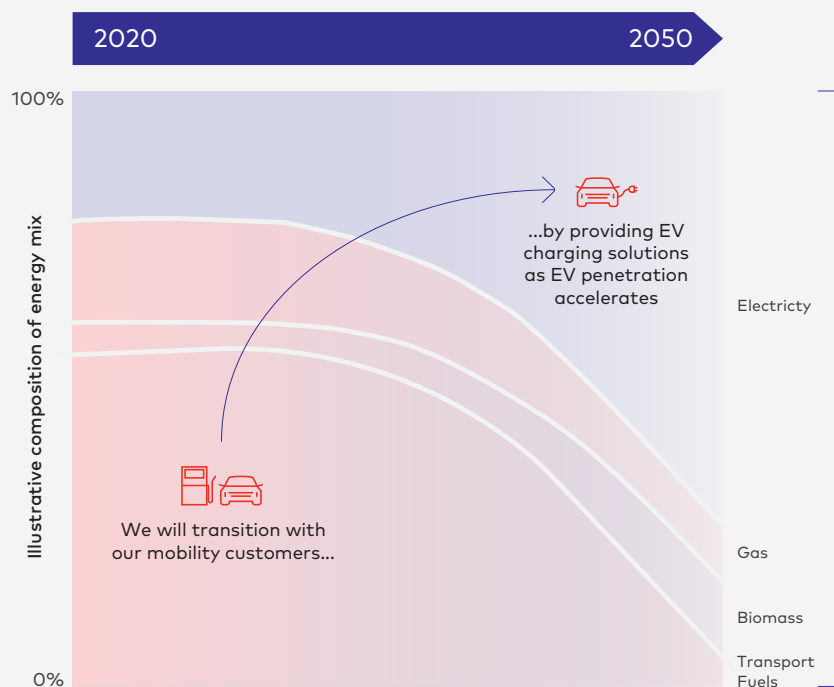 2020
2050
100%
Illustrative composition of energy mix
...by providing EV
charging solutions
as EV penetration
accelerates
Electricty
We will transition with
our mobility customers...
Gas
Biomass
Transport
Fuels
0%